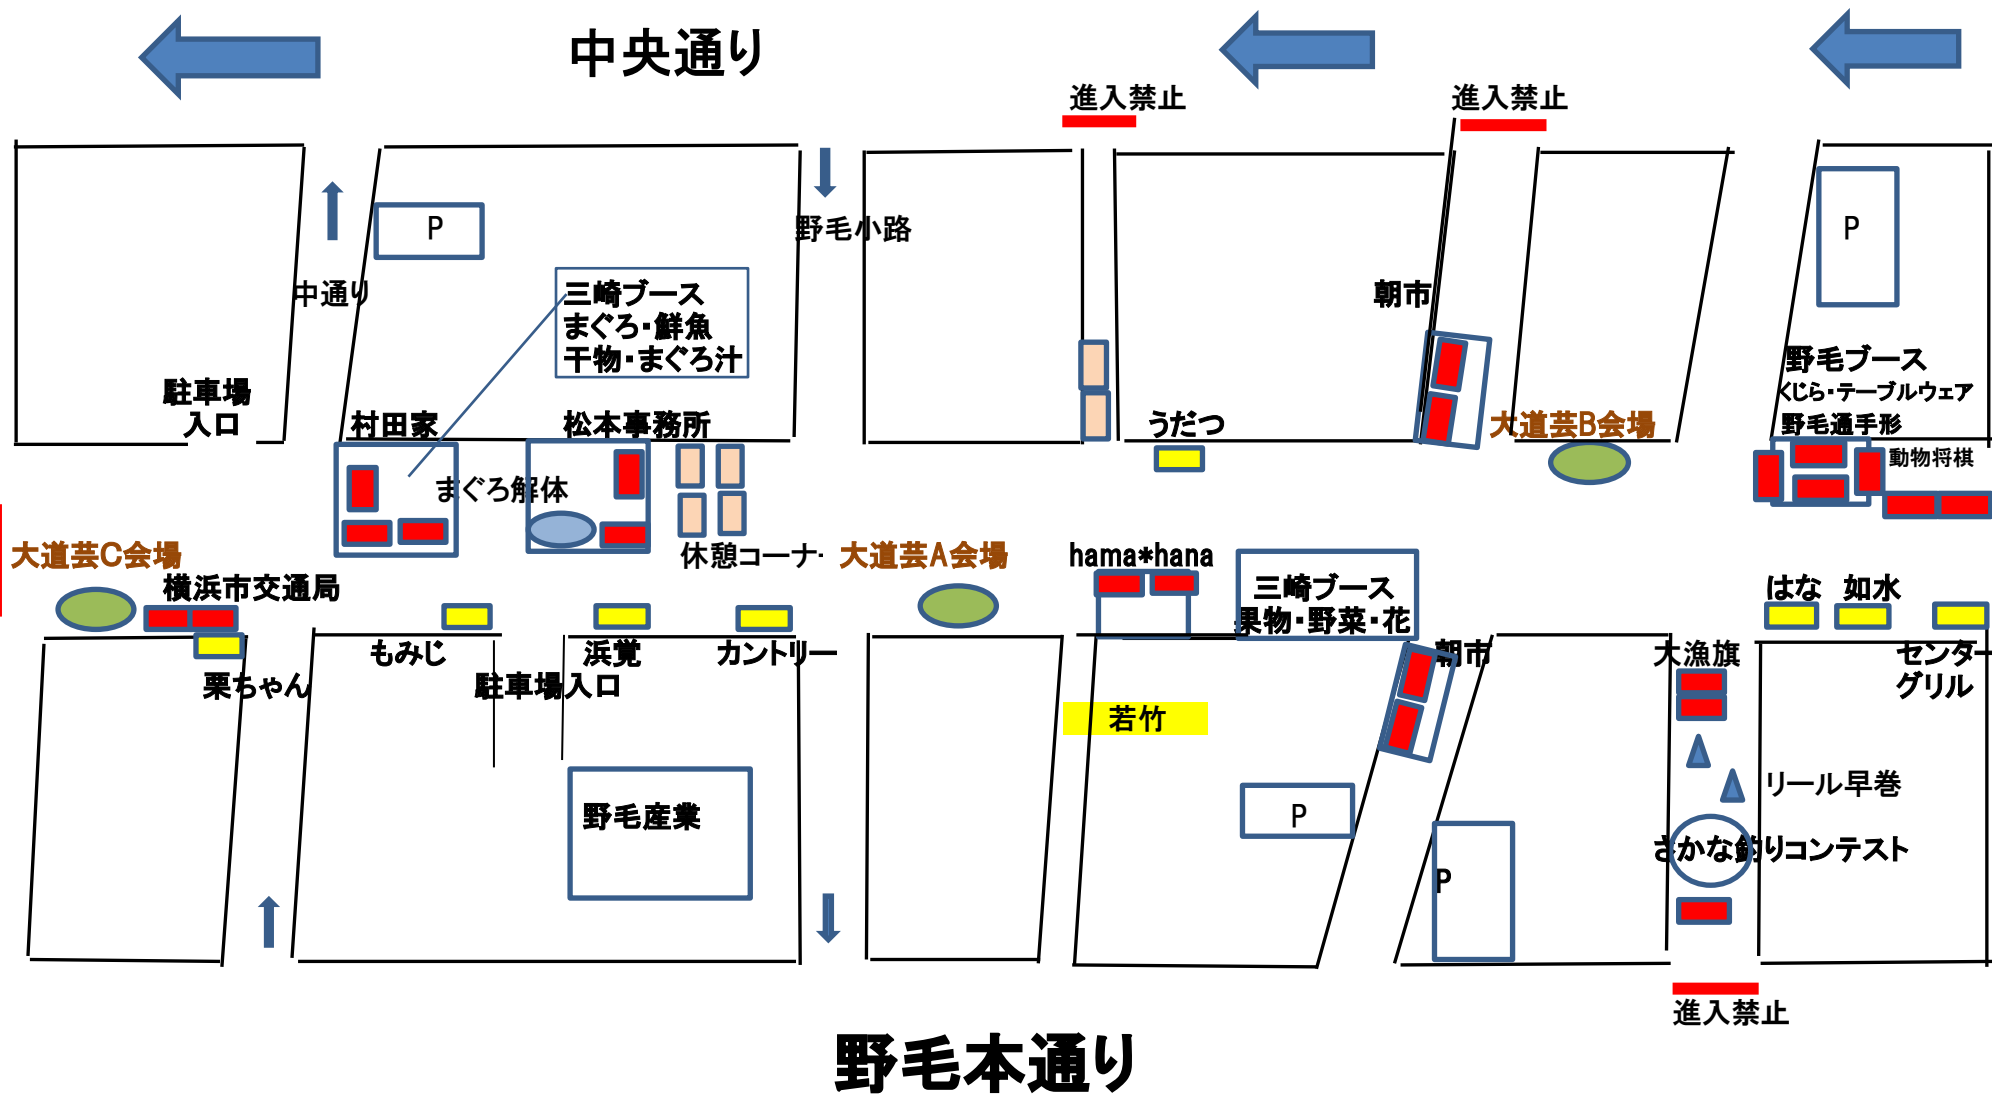 中央通り
進入禁止
進入禁止
P
野毛小路
P
中通り
三崎ブース
まぐろ・鮮魚
干物・まぐろ汁
朝市
野毛ブース
くじら・テーブルウェア
野毛通手形
駐車場
入口
村田家
松本事務所
うだつ
大道芸B会場
動物将棋
まぐろ解体
大道芸C会場
休憩コーナー
大道芸A会場
hama*hana
横浜市交通局
三崎ブース
果物・野菜・花
はな
如水
もみじ
浜覚
カントリー
朝市
大漁旗
センター
グリル
栗ちゃん
駐車場入口
若竹
リール早巻
野毛産業
P
さかな釣りコンテスト
P
進入禁止
野毛本通り